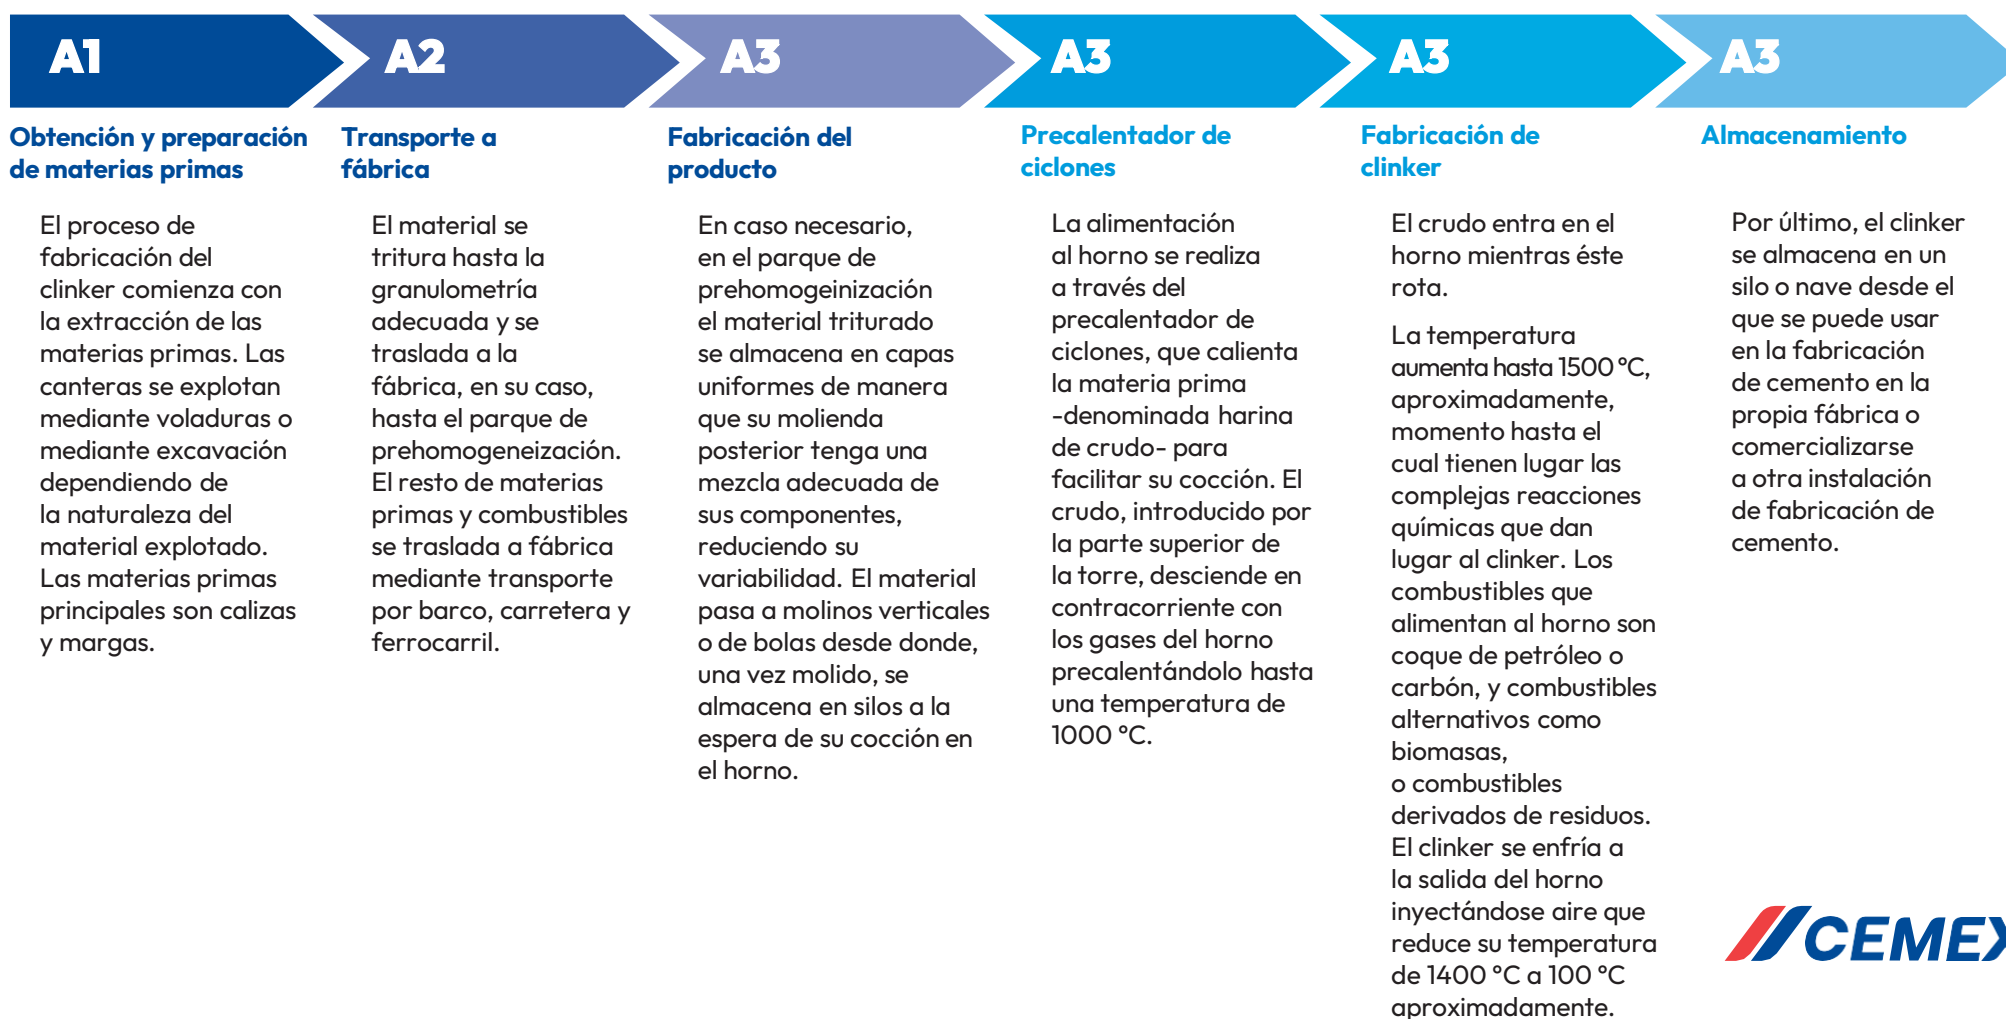 A1
A2
A3
A3
A3
A3
Obtención y preparación
de materias primas
El proceso de
fabricación del
clinker comienza con
la extracción de las
materias primas. Las
canteras se explotan
mediante voladuras o
mediante excavación
dependiendo de
la naturaleza del
material explotado.
Las materias primas
principales son calizas
y margas.
Transporte a
fábrica
El material se
tritura hasta la
granulometría
adecuada y se
traslada a la
fábrica, en su caso,
hasta el parque de
prehomogeneización.
El resto de materias
primas y combustibles
se traslada a fábrica
mediante transporte
por barco, carretera y
ferrocarril.
Fabricación del
producto
En caso necesario,
en el parque de
prehomogeinización
el material triturado
se almacena en capas
uniformes de manera
que su molienda
posterior tenga una
mezcla adecuada de
sus componentes,
reduciendo su
variabilidad. El material
pasa a molinos verticales
o de bolas desde donde,
una vez molido, se
almacena en silos a la
espera de su cocción en
el horno.
Precalentador de
ciclones
La alimentación
al horno se realiza
a través del
precalentador de
ciclones, que calienta
la materia prima
-denominada harina
de crudo- para
facilitar su cocción. El
crudo, introducido por
la parte superior de
la torre, desciende en
contracorriente con
los gases del horno
precalentándolo hasta
una temperatura de
1000 °C.
Fabricación de
clinker
El crudo entra en el
horno mientras éste
rota.
La temperatura
aumenta hasta 1500 °C,
aproximadamente,
momento hasta el
cual tienen lugar las
complejas reacciones
químicas que dan
lugar al clinker. Los
combustibles que
alimentan al horno son
coque de petróleo o
carbón, y combustibles
alternativos como
biomasas,
o combustibles
derivados de residuos.
El clinker se enfría a
la salida del horno
inyectándose aire que
reduce su temperatura
de 1400 °C a 100 °C
aproximadamente.
Almacenamiento
Por último, el clinker
se almacena en un
silo o nave desde el
que se puede usar
en la fabricación
de cemento en la
propia fábrica o
comercializarse
a otra instalación
de fabricación de
cemento.
CEMEX